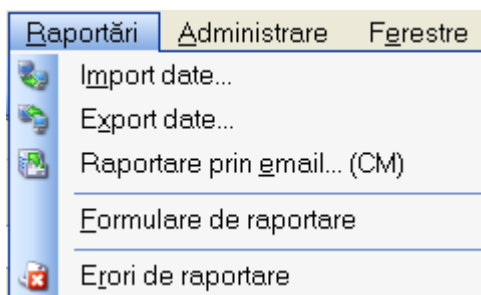 Raportări Administrare Ferestre
Import date...
Export date...
Raportare prin email... (CM)
Formulare de raportare
Erori de raportare